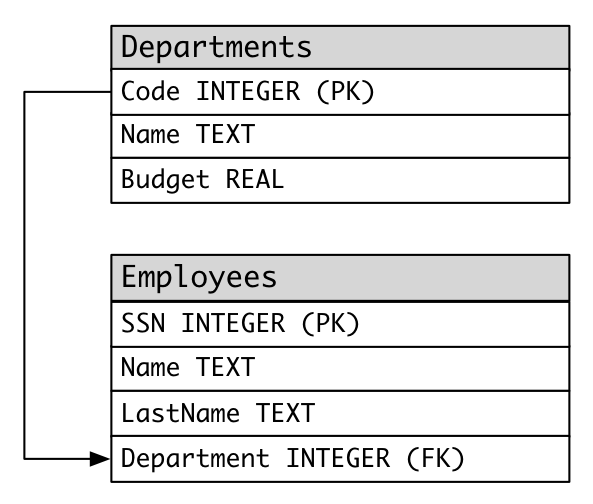 Departments
Code INTEGER (PK)
Name TEXT
Budget REAL
Employees
SSN INTEGER (PK)
Name TEXT
LastName TEXT
Department INTEGER (FK)